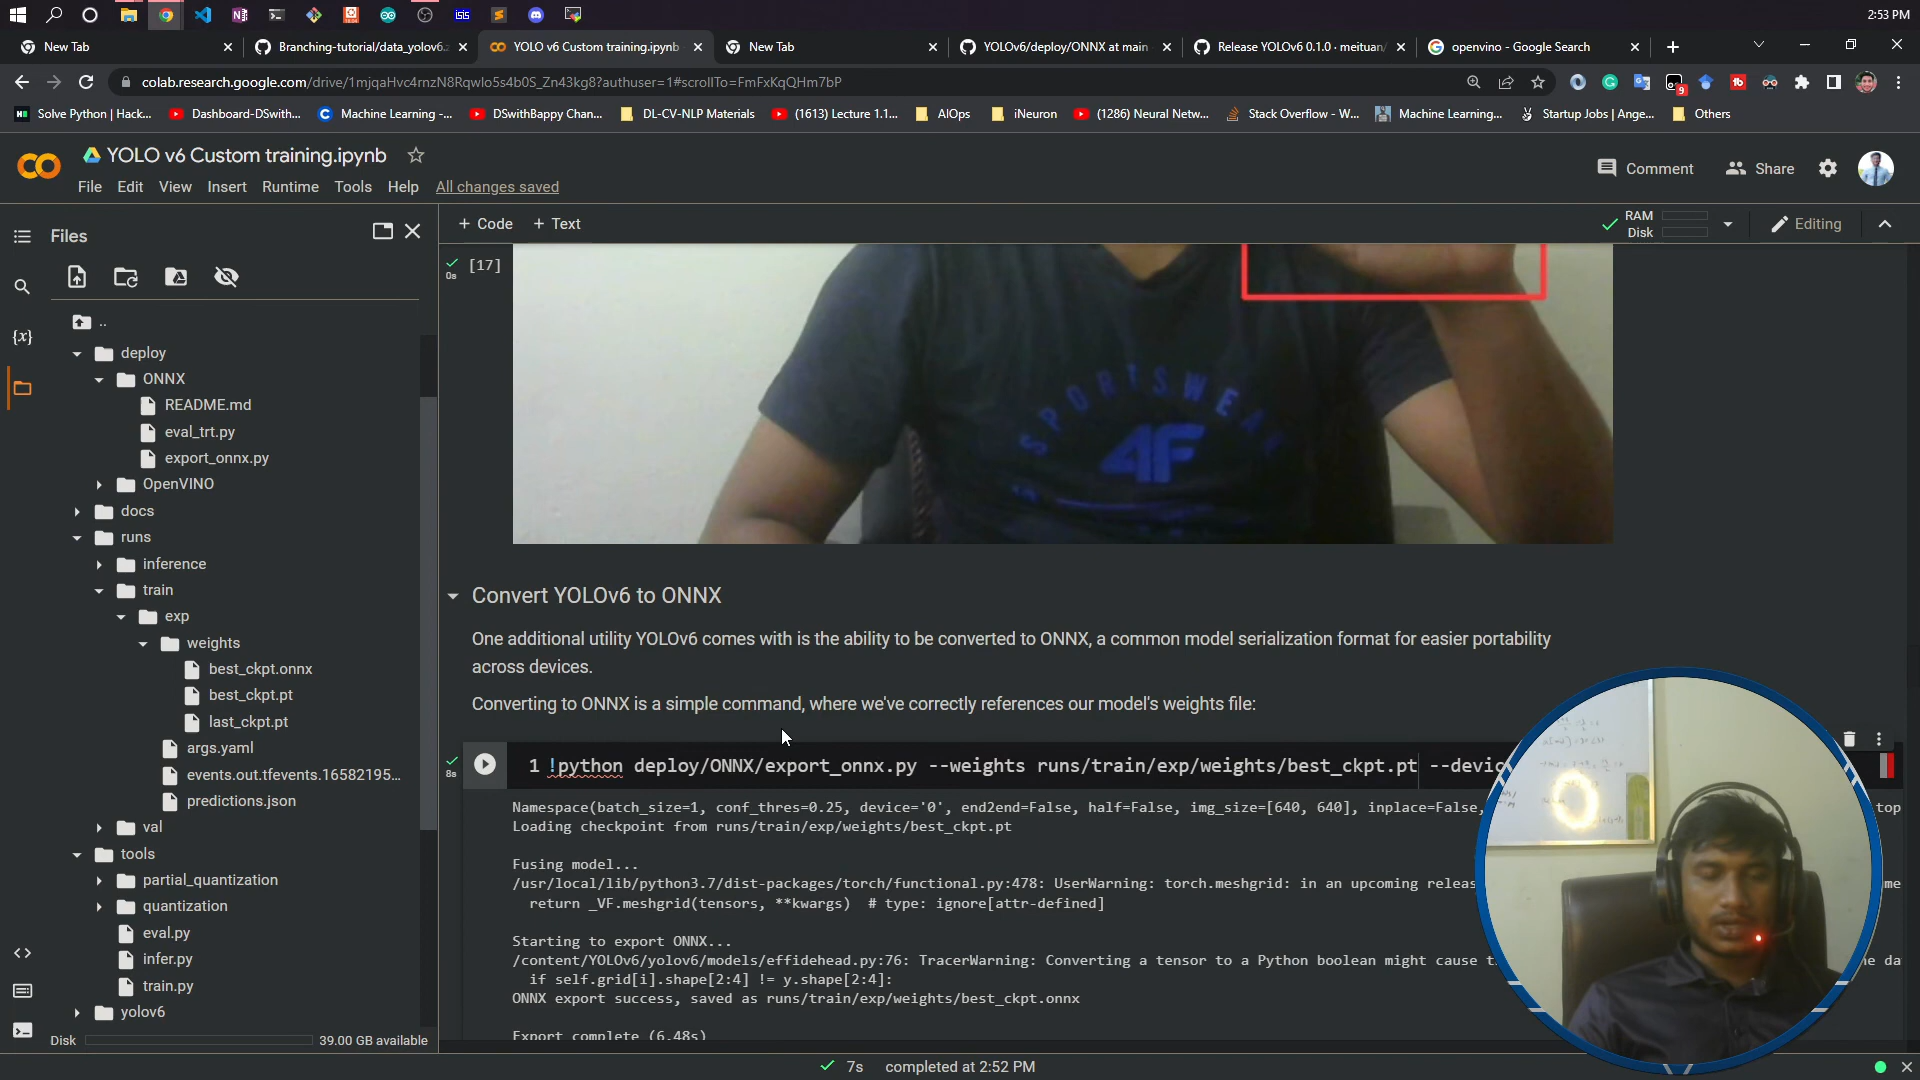 2:53 PM
New Tab
Branching-tutorial/data_yolov6.z
YOLO v6 Custom training.ipynb
New Tab
YOLOv6/deploy/ONNX at main
Release YOLOv6 0.1.0 · meituan/
openvino - Google Search
colab.research.google.com/drive/1mjqaHvc4rnzN8Rqwlo5s4b0S_Zn43kg8?authuser=1#scrollTo=FmFxKqQHm7bP
9
Solve Python | Hack...
Dashboard-DSwith...
Machine Learning -...
DSwithBappy Chan...
DL-CV-NLP Materials
(1613) Lecture 1.1...
AIOps
iNeuron
(1286) Neural Netw...
Stack Overflow - W...
Machine Learning...
Startup Jobs | Ange...
Others
YOLO v6 Custom training.ipynb
File Edit View Insert Runtime Tools Help All changes saved
Comment
Share
Files
+ Code + Text
RAM
Disk
Editing
..
deploy
ONNX
README.md
eval_trt.py
export_onnx.py
OpenVINO
docs
runs
inference
train
exp
weights
best_ckpt.onnx
best_ckpt.pt
last_ckpt.pt
args.yaml
events.out.tfevents.16582195...
predictions.json
val
tools
partial_quantization
quantization
eval.py
infer.py
train.py
yolov6
Disk
39.00 GB available
0s
[17]
SPORTSWEAR
4F
Convert YOLOv6 to ONNX
One additional utility YOLOv6 comes with is the ability to be converted to ONNX, a common model serialization format for easier portability
across devices.
Converting to ONNX is a simple command, where we've correctly references our model's weights file:
8s
1 !python deploy/ONNX/export_onnx.py --weights runs/train/exp/weights/best_ckpt.pt --devic
Namespace(batch_size=1, conf_thres=0.25, device='0', end2end=False, half=False, img_size=[640, 640], inplace=False,
Loading checkpoint from runs/train/exp/weights/best_ckpt.pt
Fusing model...
/usr/local/lib/python3.7/dist-packages/torch/functional.py:478: UserWarning: torch.meshgrid: in an upcoming releas
return _VF.meshgrid(tensors, **kwargs)  # type: ignore[attr-defined]
Starting to export ONNX...
/content/YOLOv6/yolov6/models/effidehead.py:76: TracerWarning: Converting a tensor to a Python boolean might cause t
if self.grid[i].shape[2:4] != y.shape[2:4]:
ONNX export success, saved as runs/train/exp/weights/best_ckpt.onnx
Export complete (6.48s)
7s completed at 2:52 PM